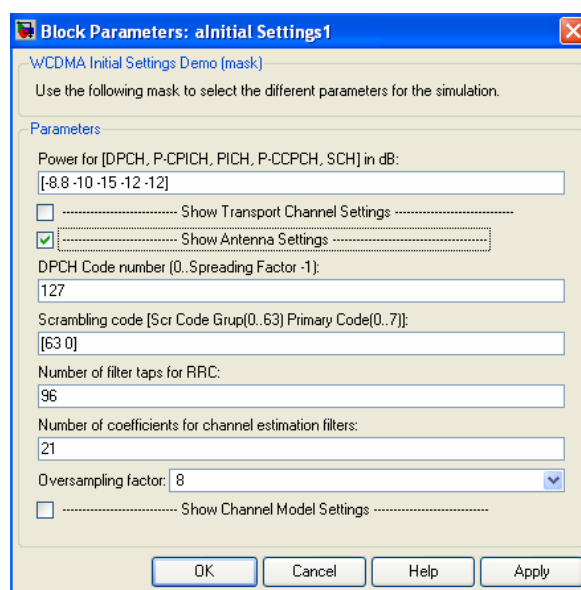 Block Parameters: aInitial Settings1
WCDMA Initial Settings Demo (mask)
Use the following mask to select the different parameters for the simulation.
Parameters
Power for [DPCH, P-CPICH, PICH, P-CCPCH, SCH] in dB:
[-8.8 -10 -15 -12 -12]
--------------------------- Show Transport Channel Settings ---------------------------
--------------------------- Show Antenna Settings ------------------------------------
DPCH Code number (0..Spreading Factor -1):
127
Scrambling code [Scr Code Grup(0..63) Primary Code(0..7)]:
[63 0]
Number of filter taps for RRC:
96
Number of coefficients for channel estimation filters:
21
Oversampling factor: 8
--------------------------- Show Channel Model Settings ---------------------------
OK Cancel Help Apply